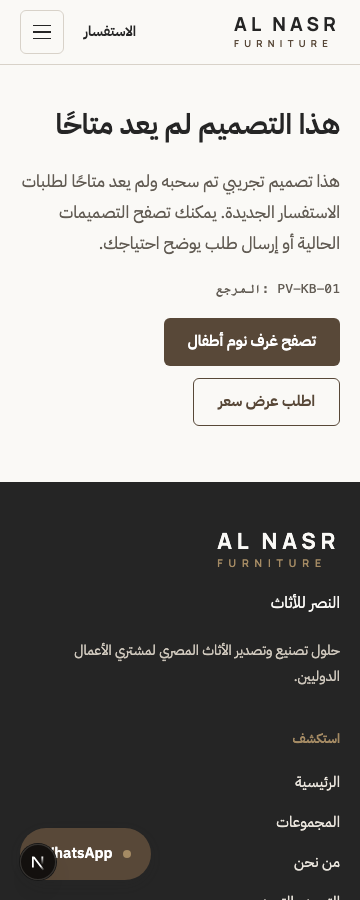 AL NASR
FURNITURE
الاستفسار
هذا التصميم لم يعد متاحًا
هذا تصميم تجريبي تم سحبه ولم يعد متاحًا لطلبات
الاستفسار الجديدة. يمكنك تصفح التصميمات
الحالية أو إرسال طلب يوضح احتياجك.
المرجع: PV-KB-01
تصفح غرف نوم أطفال
اطلب عرض سعر
AL NASR
FURNITURE
النصر للأثاث
حلول تصنيع وتصدير الأثاث المصري لمشتري الأعمال
الدوليين.
استكشف
الرئيسية
المجموعات
من نحن
hatsApp
N